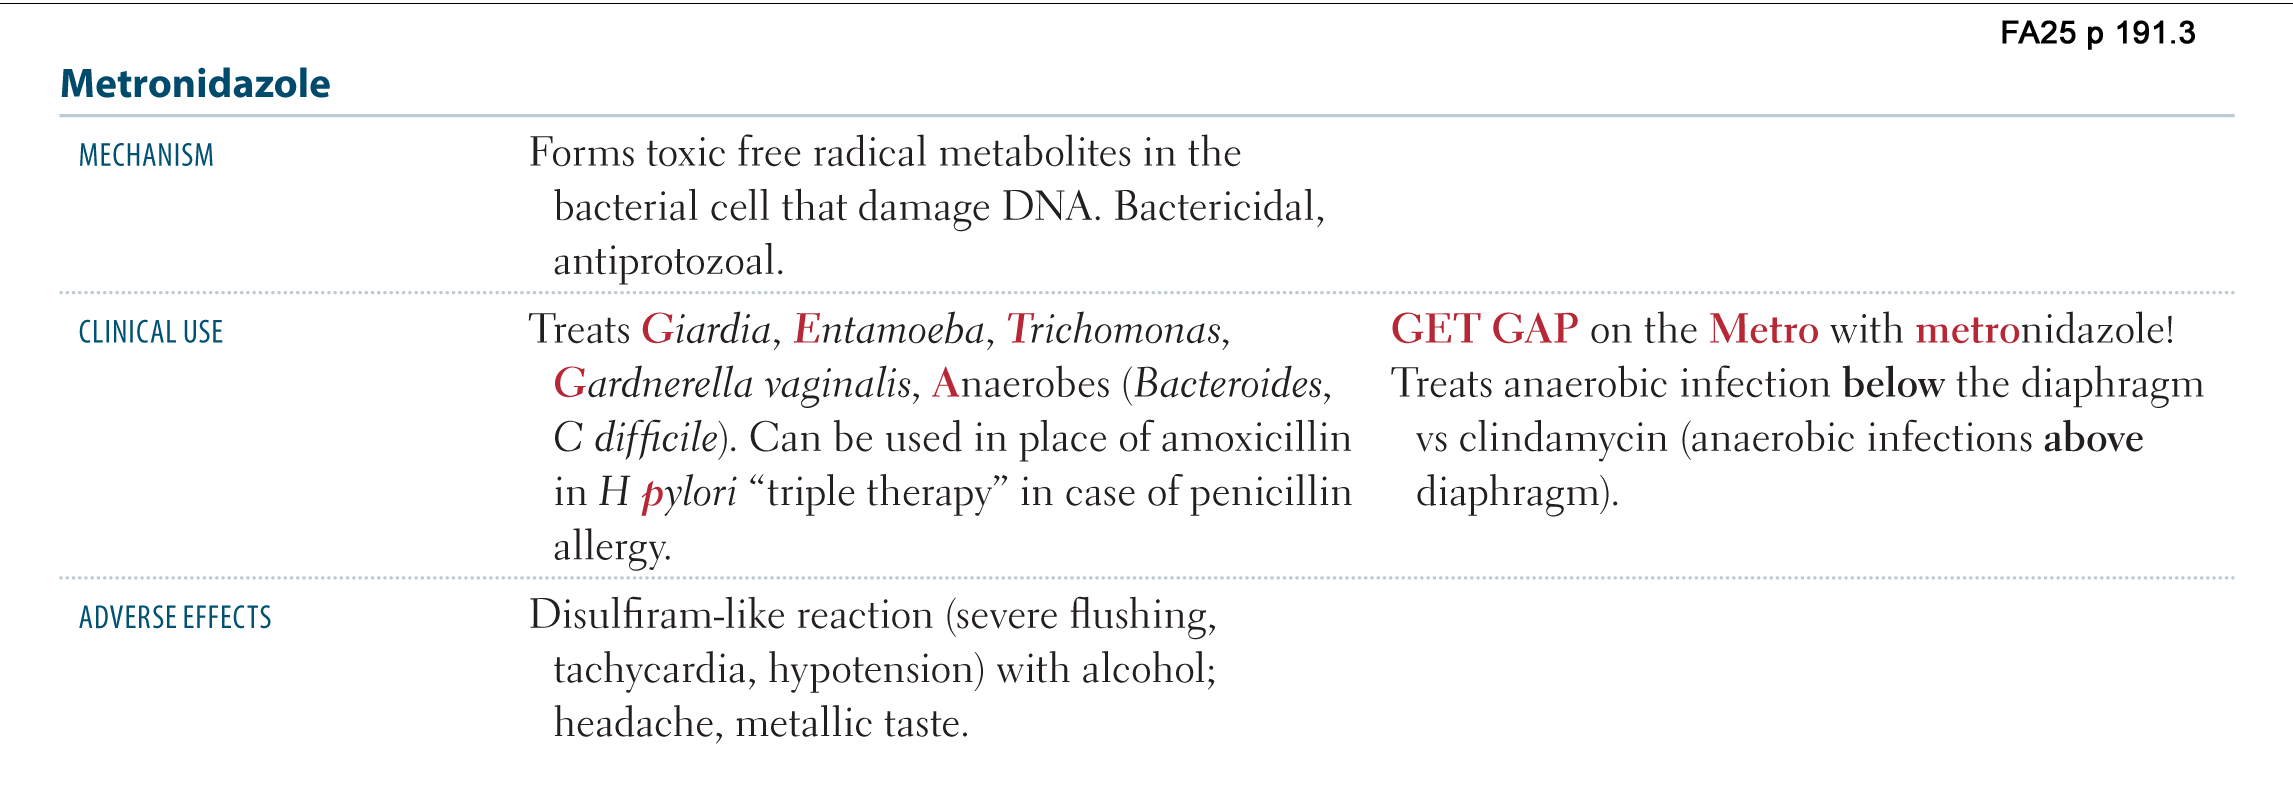 FA25 p 191.3
Metronidazole
MECHANISM
Forms toxic free radical metabolites in the
bacterial cell that damage DNA. Bactericidal,
antiprotozoal.
CLINICAL USE
Treats Giardia, Entamoeba, Trichomonas,
Gardnerella vaginalis, Anaerobes (Bacteroides,
C difficile). Can be used in place of amoxicillin
in H pylori “triple therapy” in case of penicillin
allergy.
GET GAP on the Metro with metronidazole!
Treats anaerobic infection below the diaphragm
vs clindamycin (anaerobic infections above
diaphragm).
ADVERSE EFFECTS
Disulfiram-like reaction (severe flushing,
tachycardia, hypotension) with alcohol;
headache, metallic taste.